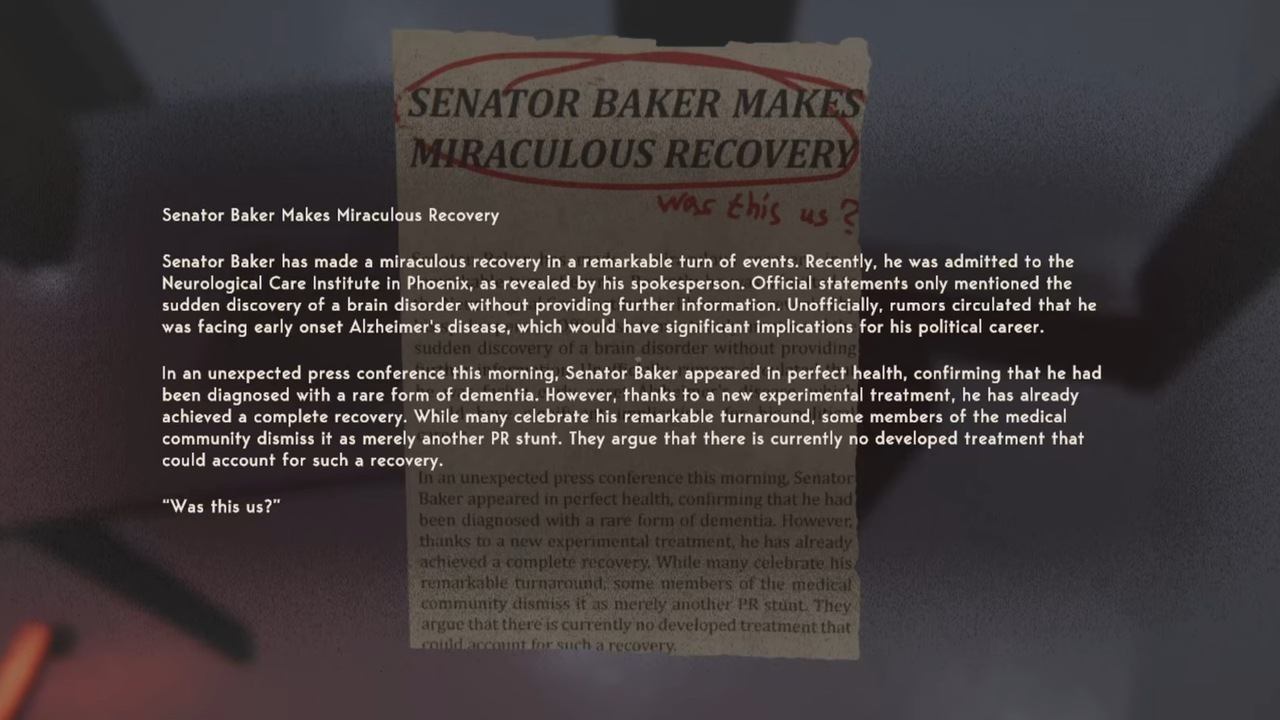 SENATOR BAKER MAKES
MIRACULOUS RECOVERY
was this us?
Senator Baker Makes Miraculous Recovery
Senator Baker has made a miraculous recovery in a remarkable turn of events. Recently, he was admitted to the
Neurological Care Institute in Phoenix, as revealed by his spokesperson. Official statements only mentioned the
sudden discovery of a brain disorder without providing further information. Unofficially, rumors circulated that he
was facing early onset Alzheimer's disease, which would have significant implications for his political career.
sudden discovery of a brain disorder without providing
In an unexpected press conference this morning, Senator Baker appeared in perfect health, confirming that he had
been diagnosed with a rare form of dementia. However, thanks to a new experimental treatment, he has already
achieved a complete recovery. While many celebrate his remarkable turnaround, some members of the medical
community dismiss it as merely another PR stunt. They argue that there is currently no developed treatment that
could account for such a recovery.
"Was this us?"
In an unexpected press conference this morning, Senator
Baker appeared in perfect health, confirming that he had
been diagnosed with a rare form of dementia. However,
thanks to a new experimental treatment, he has already
achieved a complete recovery. While many celebrate his
remarkable turnaround, some members of the medical
community dismiss it as merely another PR stunt. They
argue that there is currently no developed treatment that
could account for such a recovery.